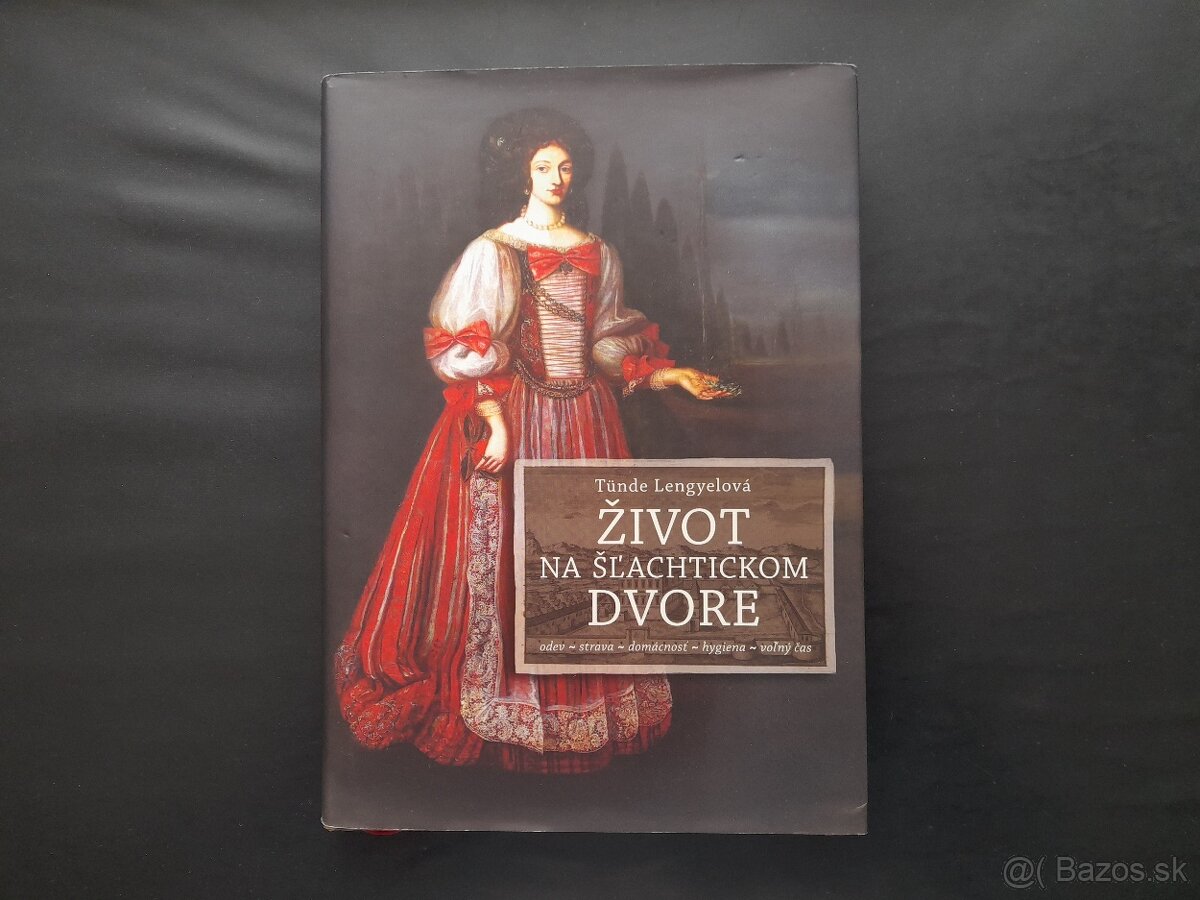 Tünde Lengyelová
ŽIVOT
NA ŠĽACHTICKOM
DVORE
odev ~ strava ~ domácnosť ~ hygiena ~ voľný čas
@( Bazos.sk